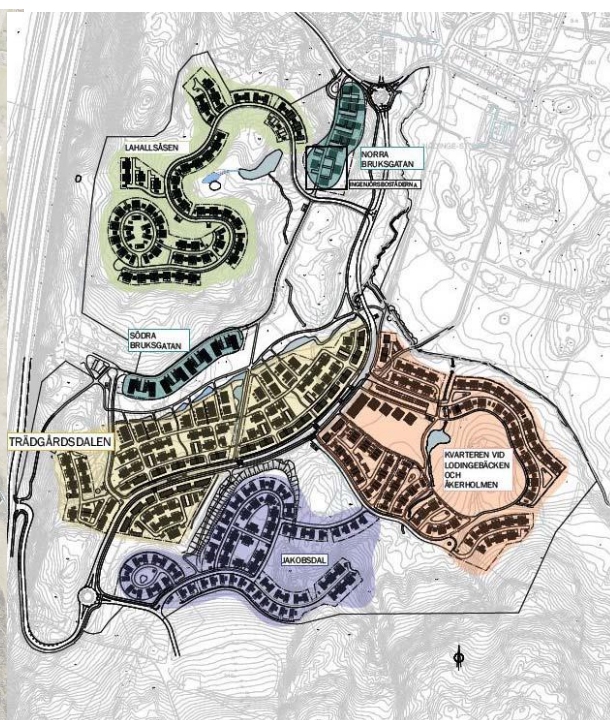 LAHALLSÅSEN
NORRA
BRUKSGATAN
INGENJÖRSBOSTÄDERNA
SÖDRA
BRUKSGATAN
TRÄDGÅRDSDALEN
KVARTEREN VID
LODINGEBÄCKEN
OCH
ÅKERHOLMEN
JAKOBSDAL